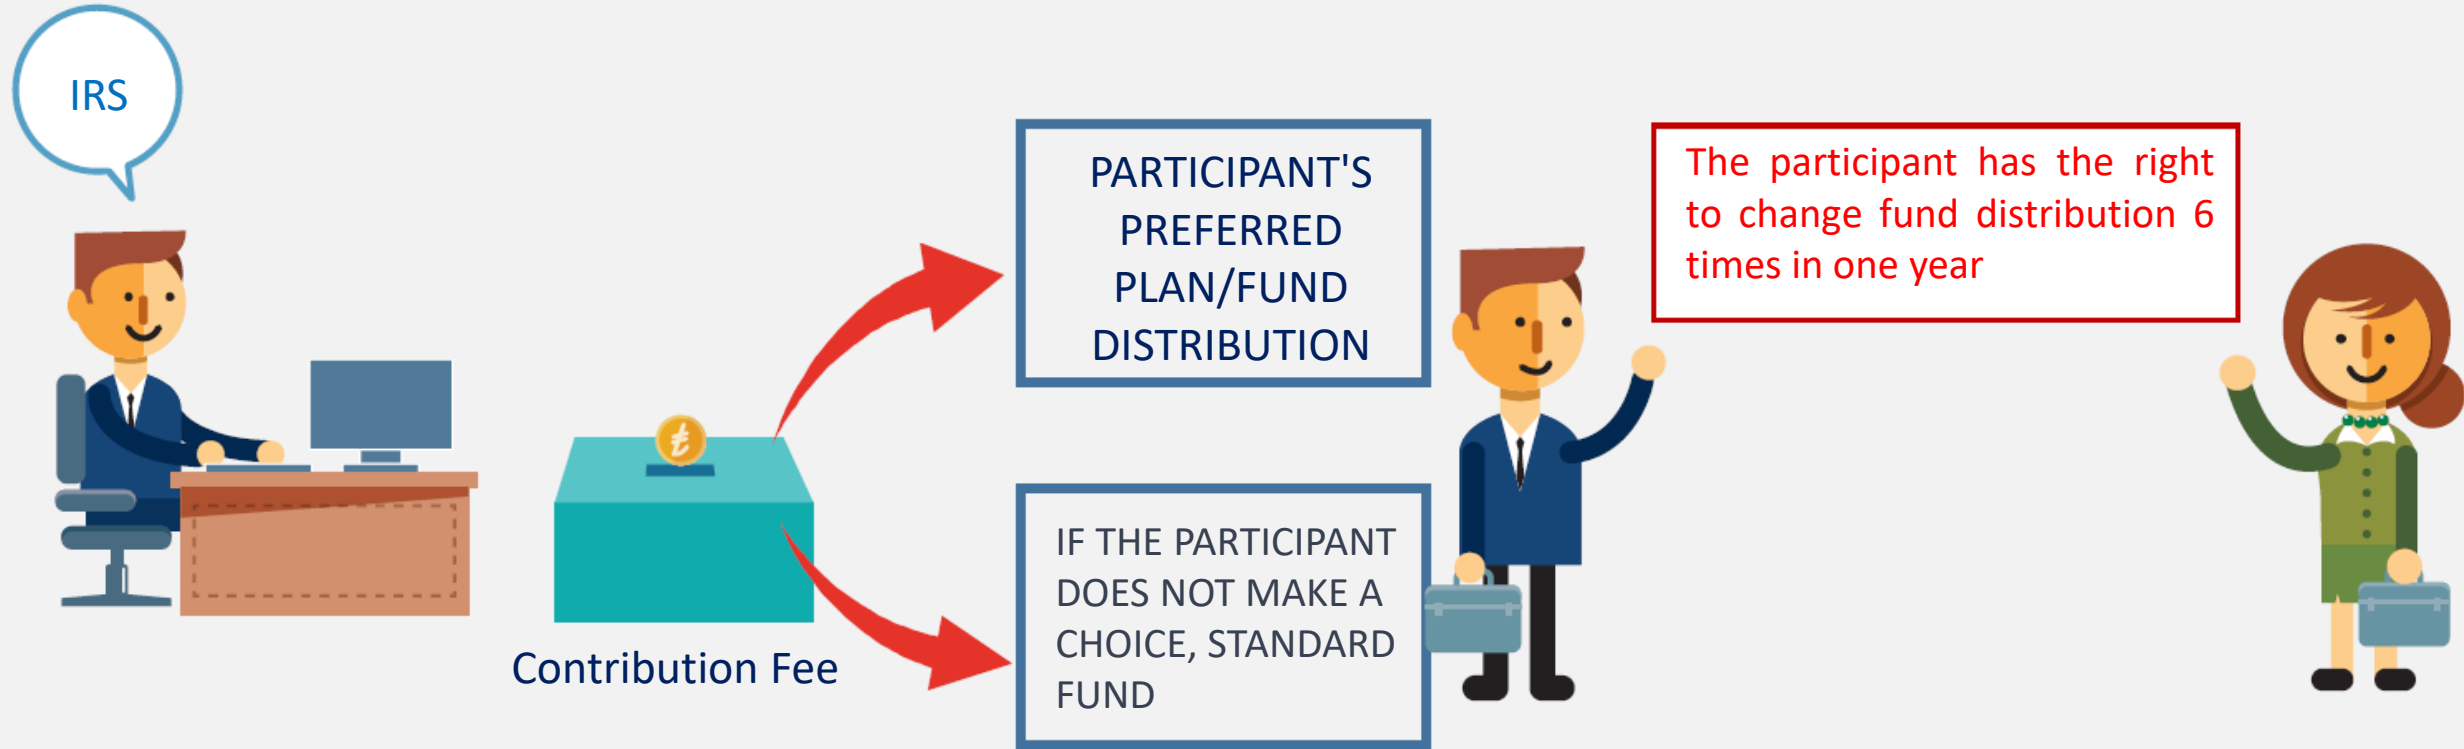 IRS
PARTICIPANT'S
PREFERRED
PLAN/FUND
DISTRIBUTION
The participant has the right
to change fund distribution 6
times in one year
₺
Contribution Fee
IF THE PARTICIPANT
DOES NOT MAKE A
CHOICE, STANDARD
FUND